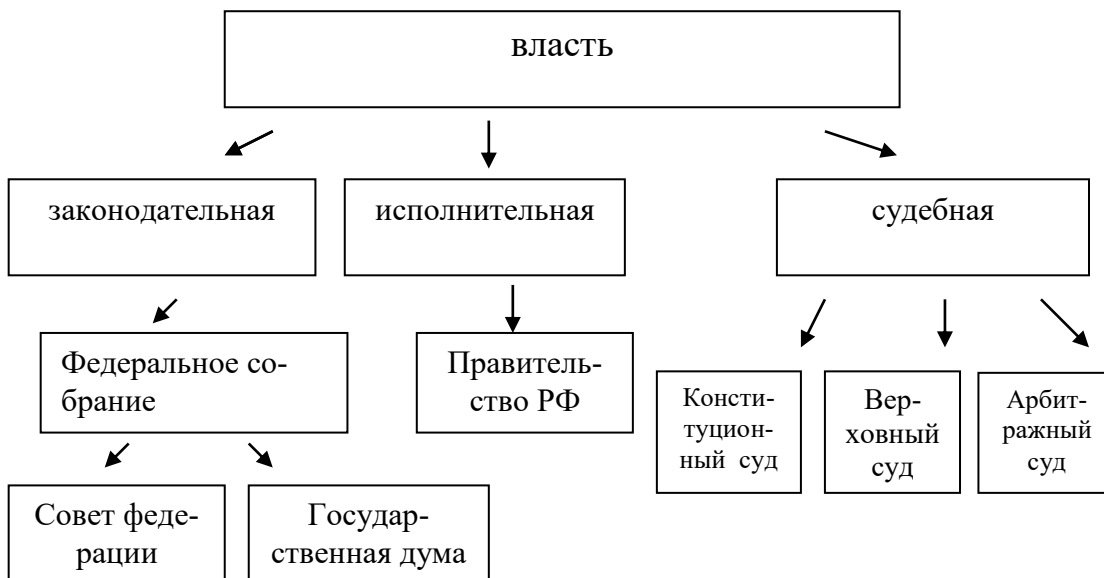 власть
законодательная
исполнительная
судебная
Федеральное со-
брание
Правитель-
ство РФ
Консти-
туцион-
ный суд
Вер-
ховный
суд
Арбит-
ражный
суд
Совет феде-
рации
Государ-
ственная дума